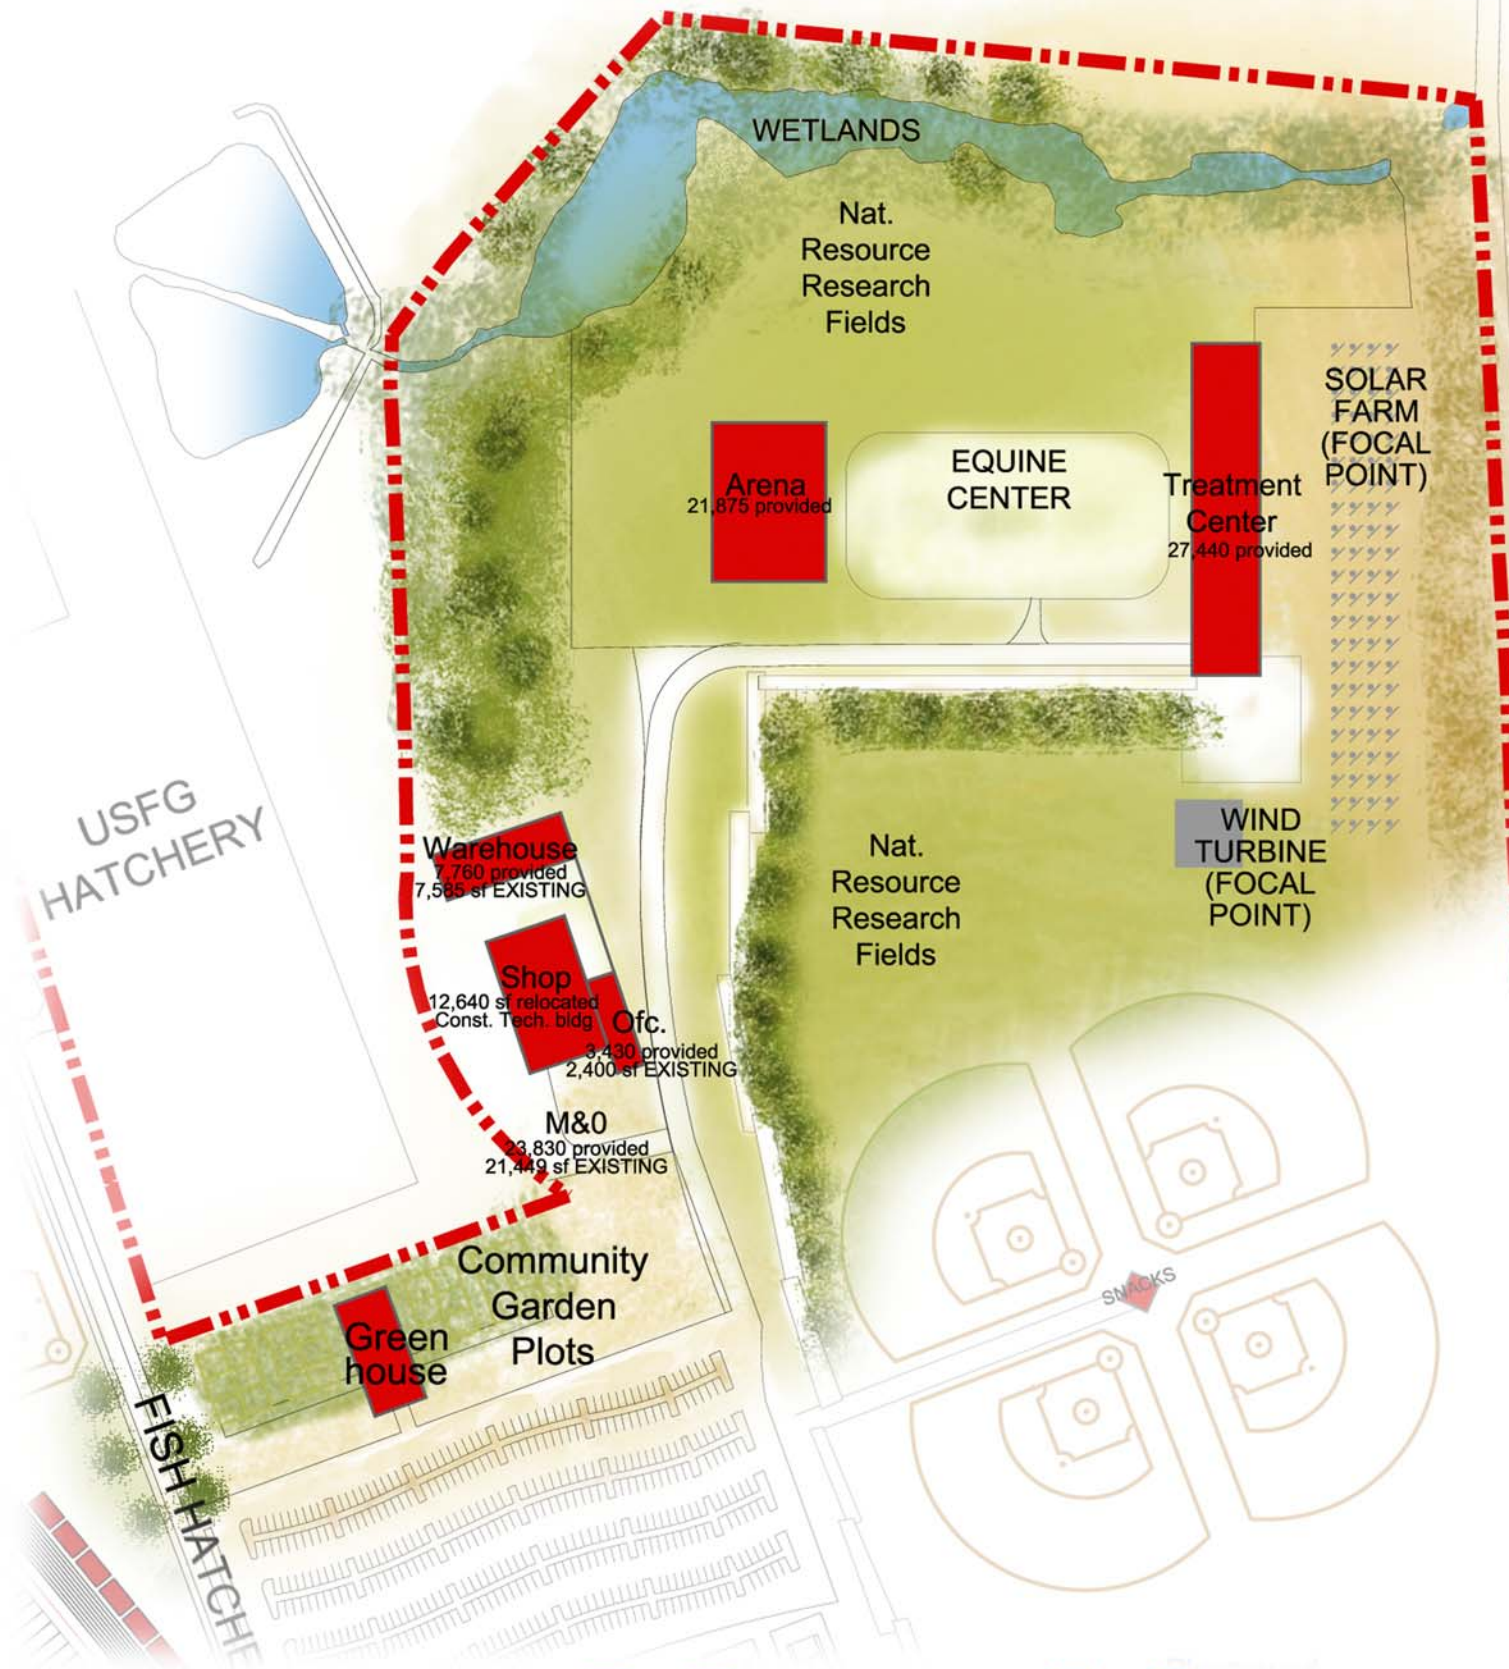 WETLANDS
Nat.
Resource
Research
Fields
SOLAR
FARM
(FOCAL
POINT)
EQUINE
CENTER
Arena
21,875 provided
Treatment
Center
27,440 provided
USFG
HATCHERY
Warehouse
7,760 provided
7,585 sf EXISTING
WIND
TURBINE
(FOCAL
POINT)
Nat.
Resource
Research
Fields
Shop
12,640 sf relocated
Const. Tech. bldg
Ofc.
3,430 provided
2,400 sf EXISTING
M&0
23,830 provided
21,449 sf EXISTING
Community
Garden
Plots
SNACKS
Green
house
FISH HATCHE